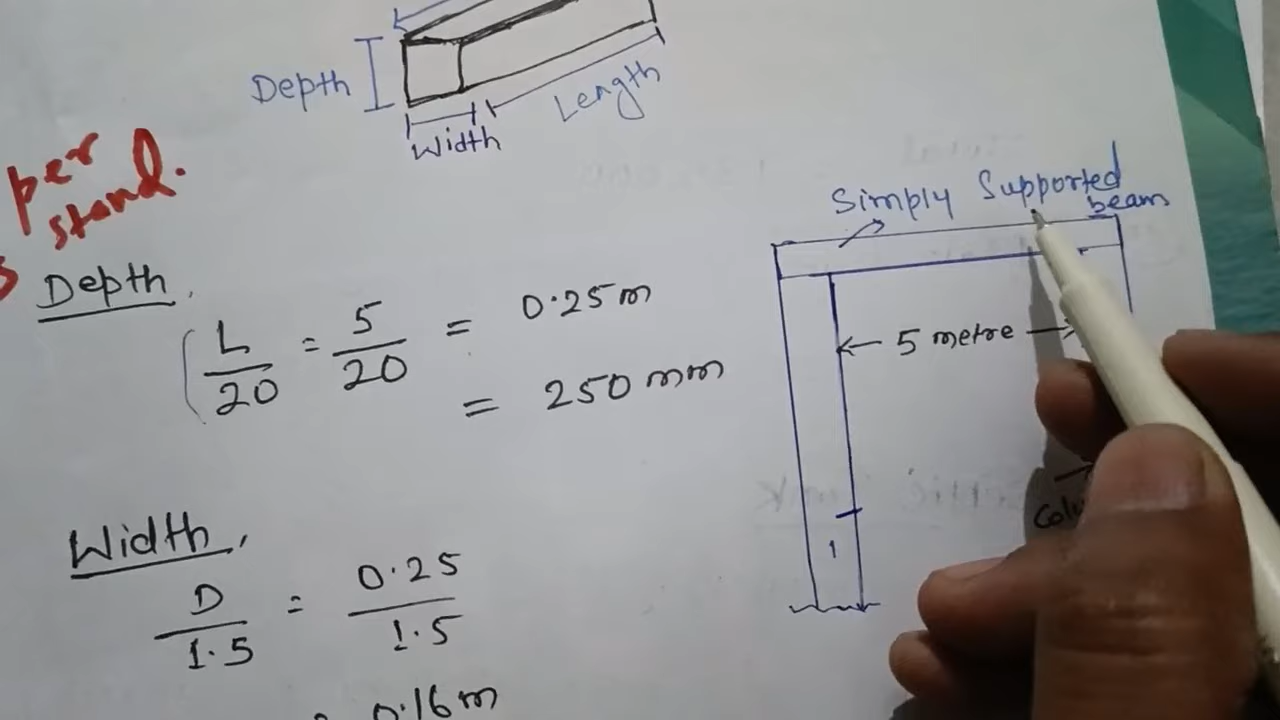 Depth
Length
Width
per
stand.
Simply Supported
beam
Depth,
L/20 = 5/20 = 0.25m
= 250 mm
5 metre
Width,
D/1.5 = 0.25/1.5
0.16m
1